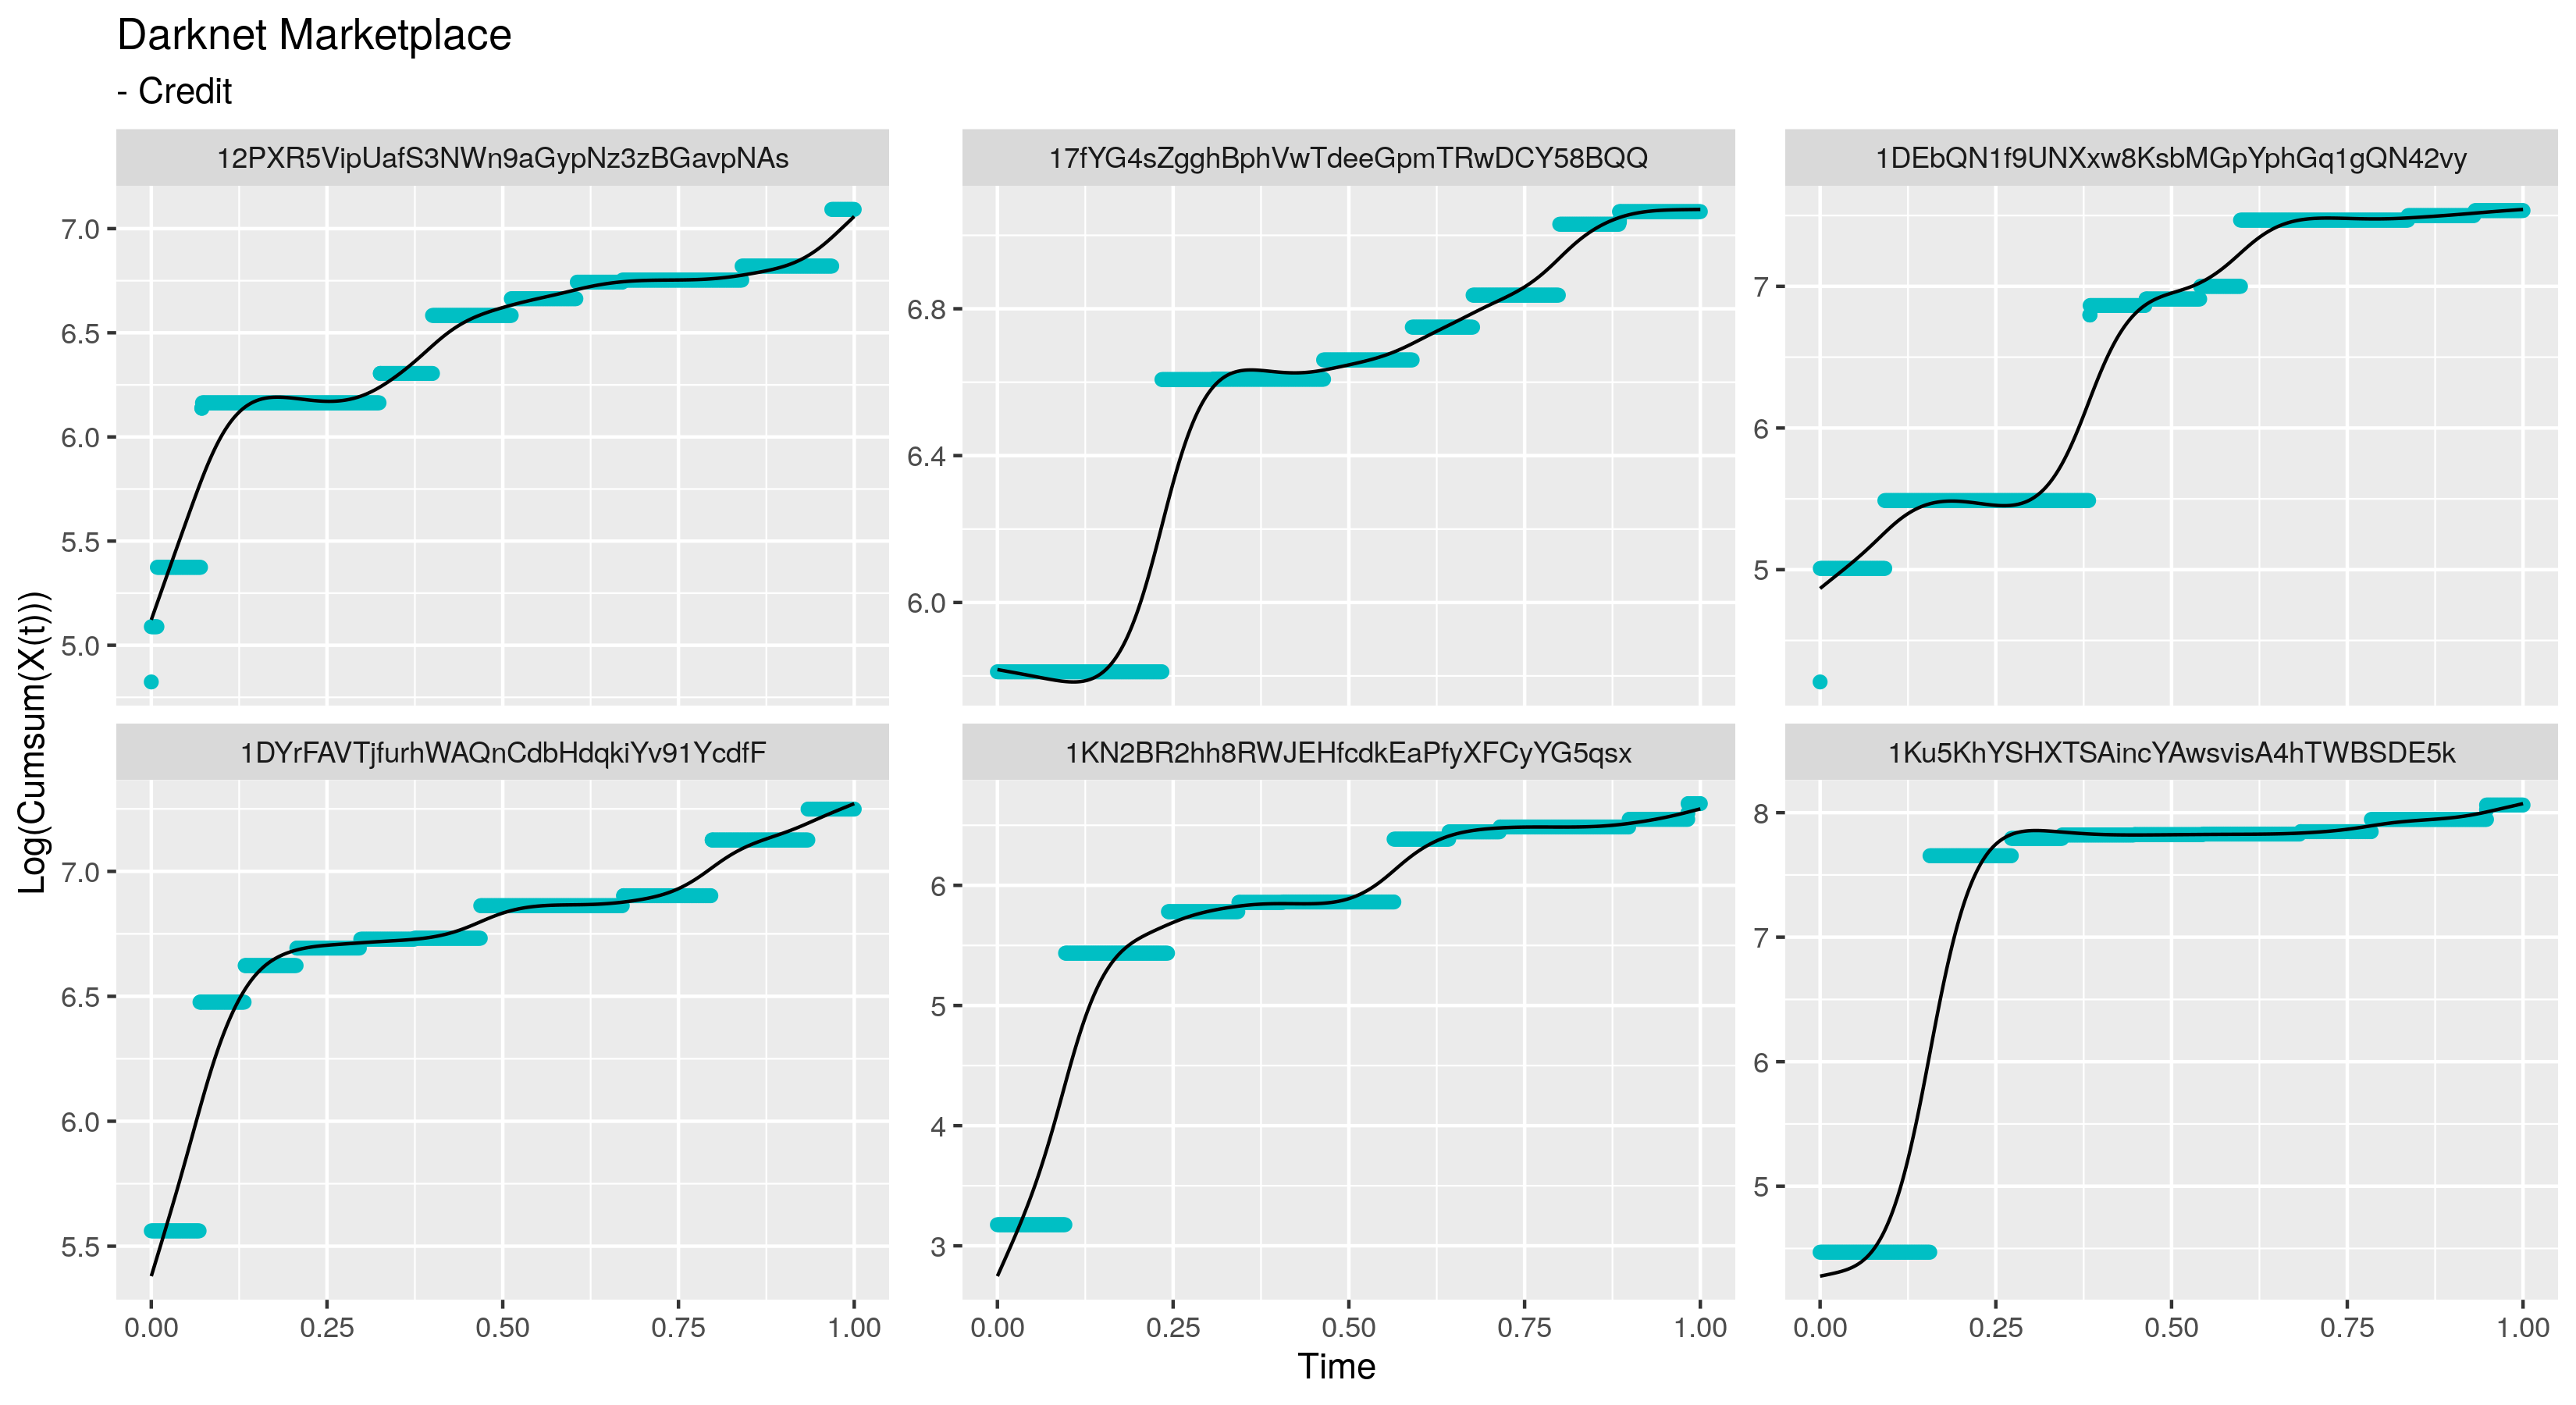 Darknet Marketplace
- Credit
12PXR5VipUafS3NWn9aGypNz3zBGavpNAs
17fYG4sZgghBphVwTdeeGpmTRwDCY58BQQ
1DEbQN1f9UNXxw8KsbMGpYphGq1gQN42vy
7.0
6.5
6.0
5.5
5.0
6.8
6.4
6.0
7
6
5
Log(Cumsum(X(t)))
1DYrFAVTjfurhWAQnCdbHdqkiYv91YcdfF
1KN2BR2hh8RWJEHfcdkEaPfyXFCyYG5qsx
1Ku5KhYSHXTSAincYAwsvisA4hTWBSDE5k
7.0
6.5
6.0
5.5
6
5
4
3
8
7
6
5
0.00 0.25 0.50 0.75 1.00
0.00 0.25 0.50 0.75 1.00
0.00 0.25 0.50 0.75 1.00
Time